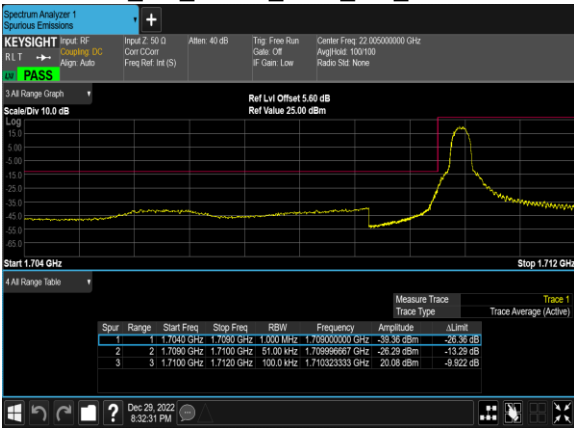 Spectrum Analyzer 1
Spurious Emissions
KEYSIGHT Input: RF Input Z: 50 Ω Atten: 40 dB Trig: Free Run Center Freq: 22.005000000 GHz
RLT Coupling: DC Corr CCorr Gate: Off Avg|Hold: 100/100
Align: Auto Freq Ref: Int (S) IF Gain: Low Radio Std: None
PASS
3 All Range Graph
Ref Lvl Offset 5.60 dB
Scale/Div 10.0 dB Ref Value 25.00 dBm
Log
15.0
5.00
-5.00
-15.0
-25.0
-35.0
-45.0
-55.0
-65.0
Start 1.704 GHz Stop 1.712 GHz
4 All Range Table
Measure Trace Trace 1
Trace Type Trace Average (Active)
Spur Range Start Freq Stop Freq RBW Frequency Amplitude ΔLimit
1 1 1.7040 GHz 1.7090 GHz 1.000 MHz 1.709000000 GHz -39.36 dBm -26.36 dB
2 2 1.7090 GHz 1.7100 GHz 51.00 kHz 1.709996667 GHz -26.29 dBm -13.29 dB
3 3 1.7100 GHz 1.7120 GHz 100.0 kHz 1.710323333 GHz 20.08 dBm -9.922 dB
? Dec 29, 2022
8:32:31 PM